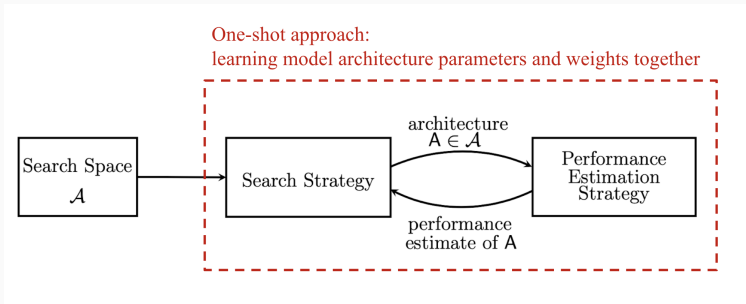 One-shot approach:
learning model architecture parameters and weights together
architecture
A ∈ 𝒜
Search Space
𝒜
Search Strategy
Performance
Estimation
Strategy
performance
estimate of A